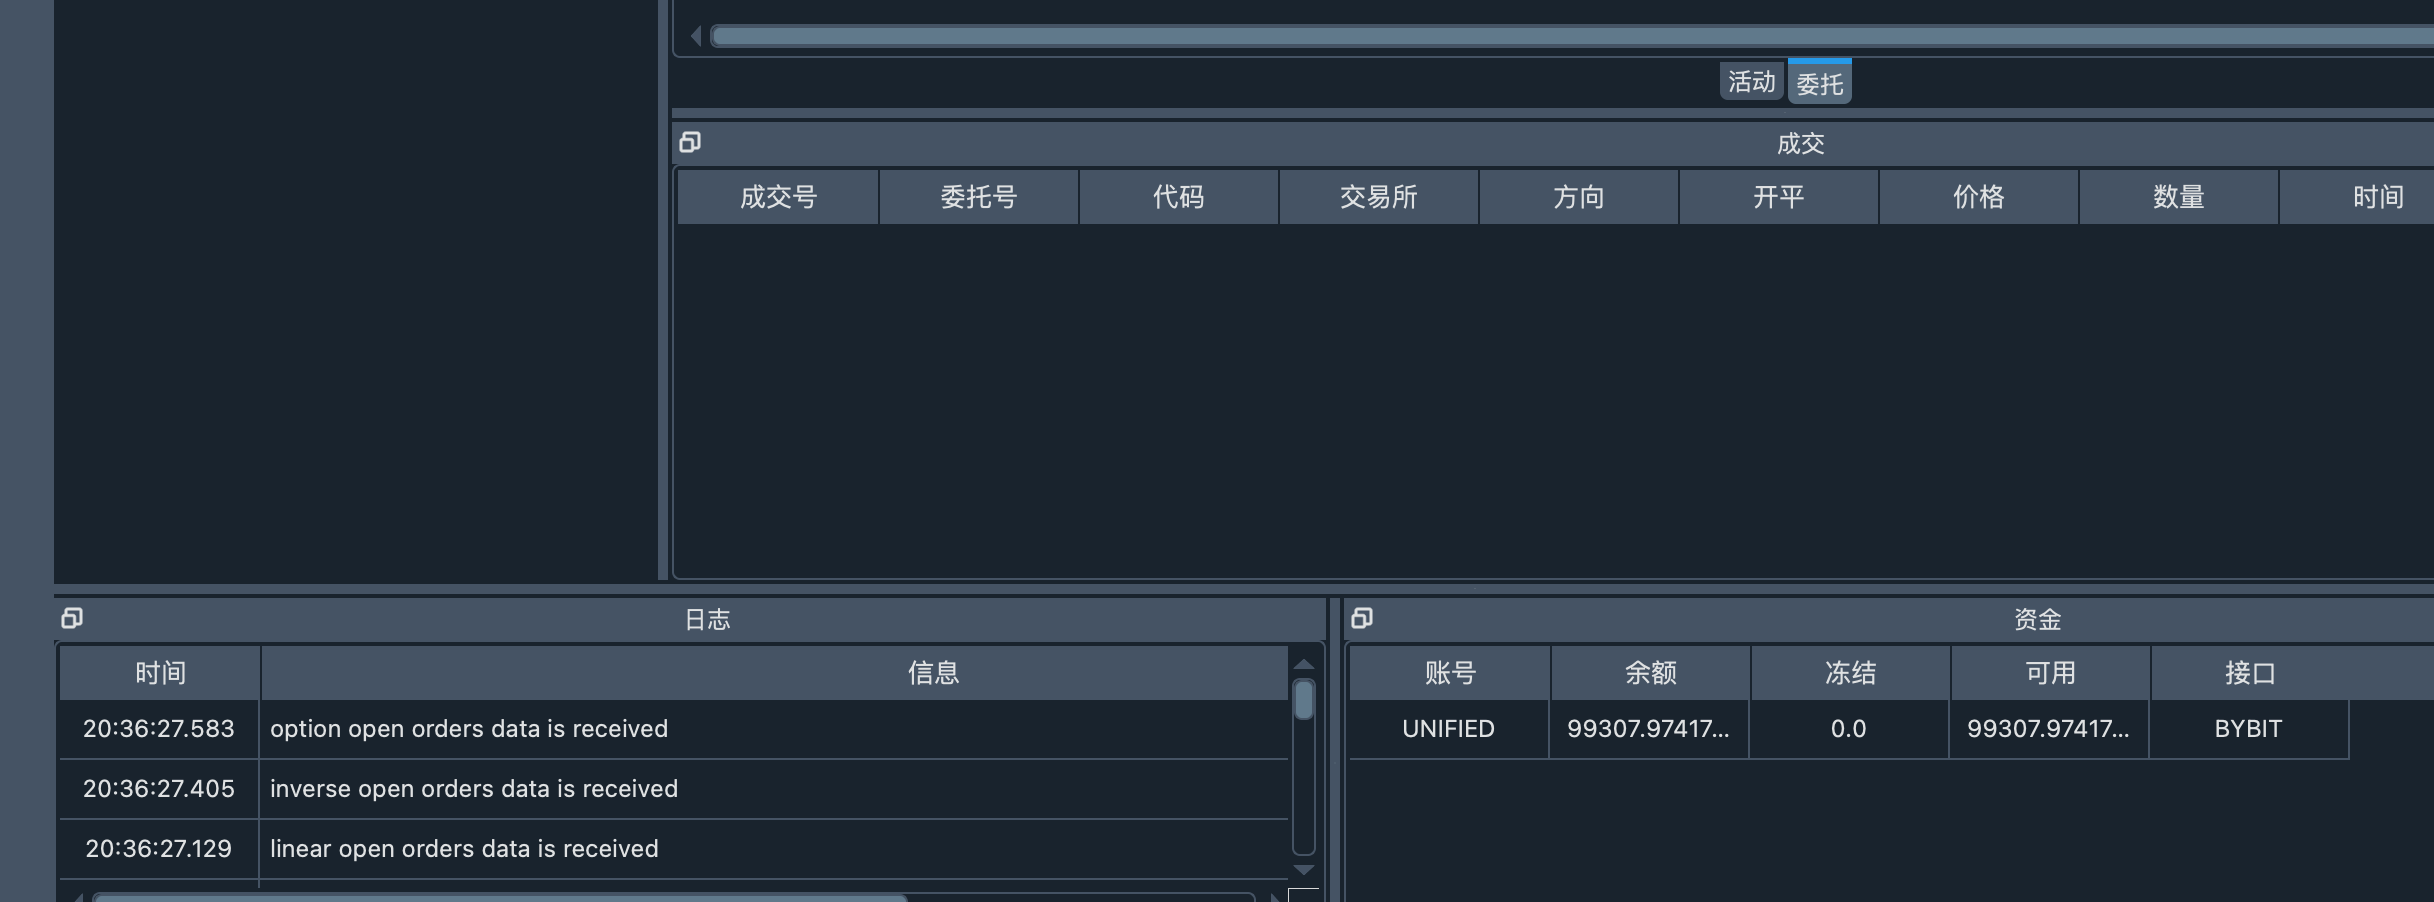 活动 委托
成交
成交号 委托号 代码 交易所 方向 开平 价格 数量 时间
日志
时间 信息
20:36:27.583 option open orders data is received
20:36:27.405 inverse open orders data is received
20:36:27.129 linear open orders data is received
资金
账号 余额 冻结 可用 接口
UNIFIED 99307.97417... 0.0 99307.97417... BYBIT